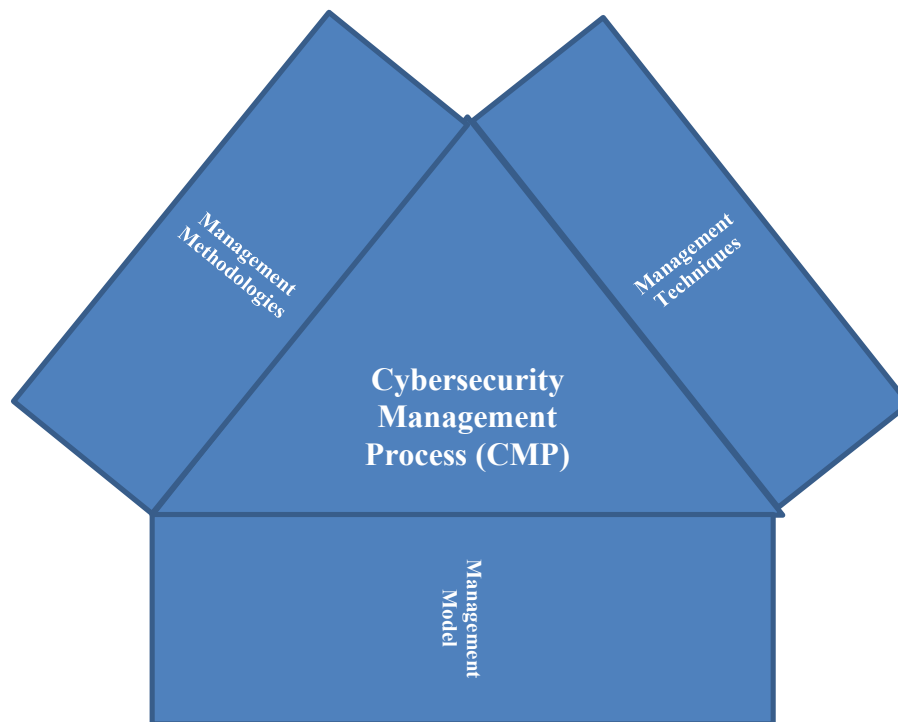 Management
Methodologies
Management
Techniques
Cybersecurity
Management
Process (CMP)
Management
Model